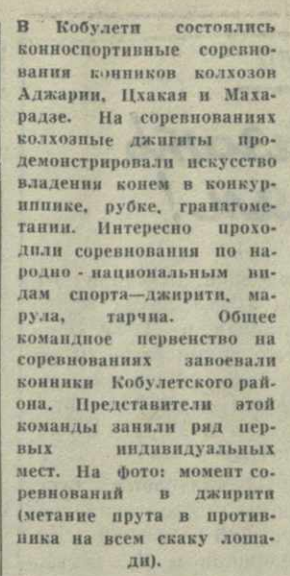 В Кобулети состоялись
конноспортивные соревно-
вания конников колхозов
Аджарии, Цхакая и Маха-
радзе. На соревнованиях
колхозные джигиты про-
демонстрировали искусство
владения конем в конкур-
иппике, рубке, гранатоме-
тании. Интересно прохо-
дили соревнования по на-
родно - национальным ви-
дам спорта—джирити, ма-
рула, тарчиа. Общее
командное первенство на
соревнованиях завоевали
конники Кобулетского рай-
она. Представители этой
команды заняли ряд пер-
вых индивидуальных
мест. На фото: момент со-
ревнований в джирити
(метание прута в против-
ника на всем скаку лоша-
ди).